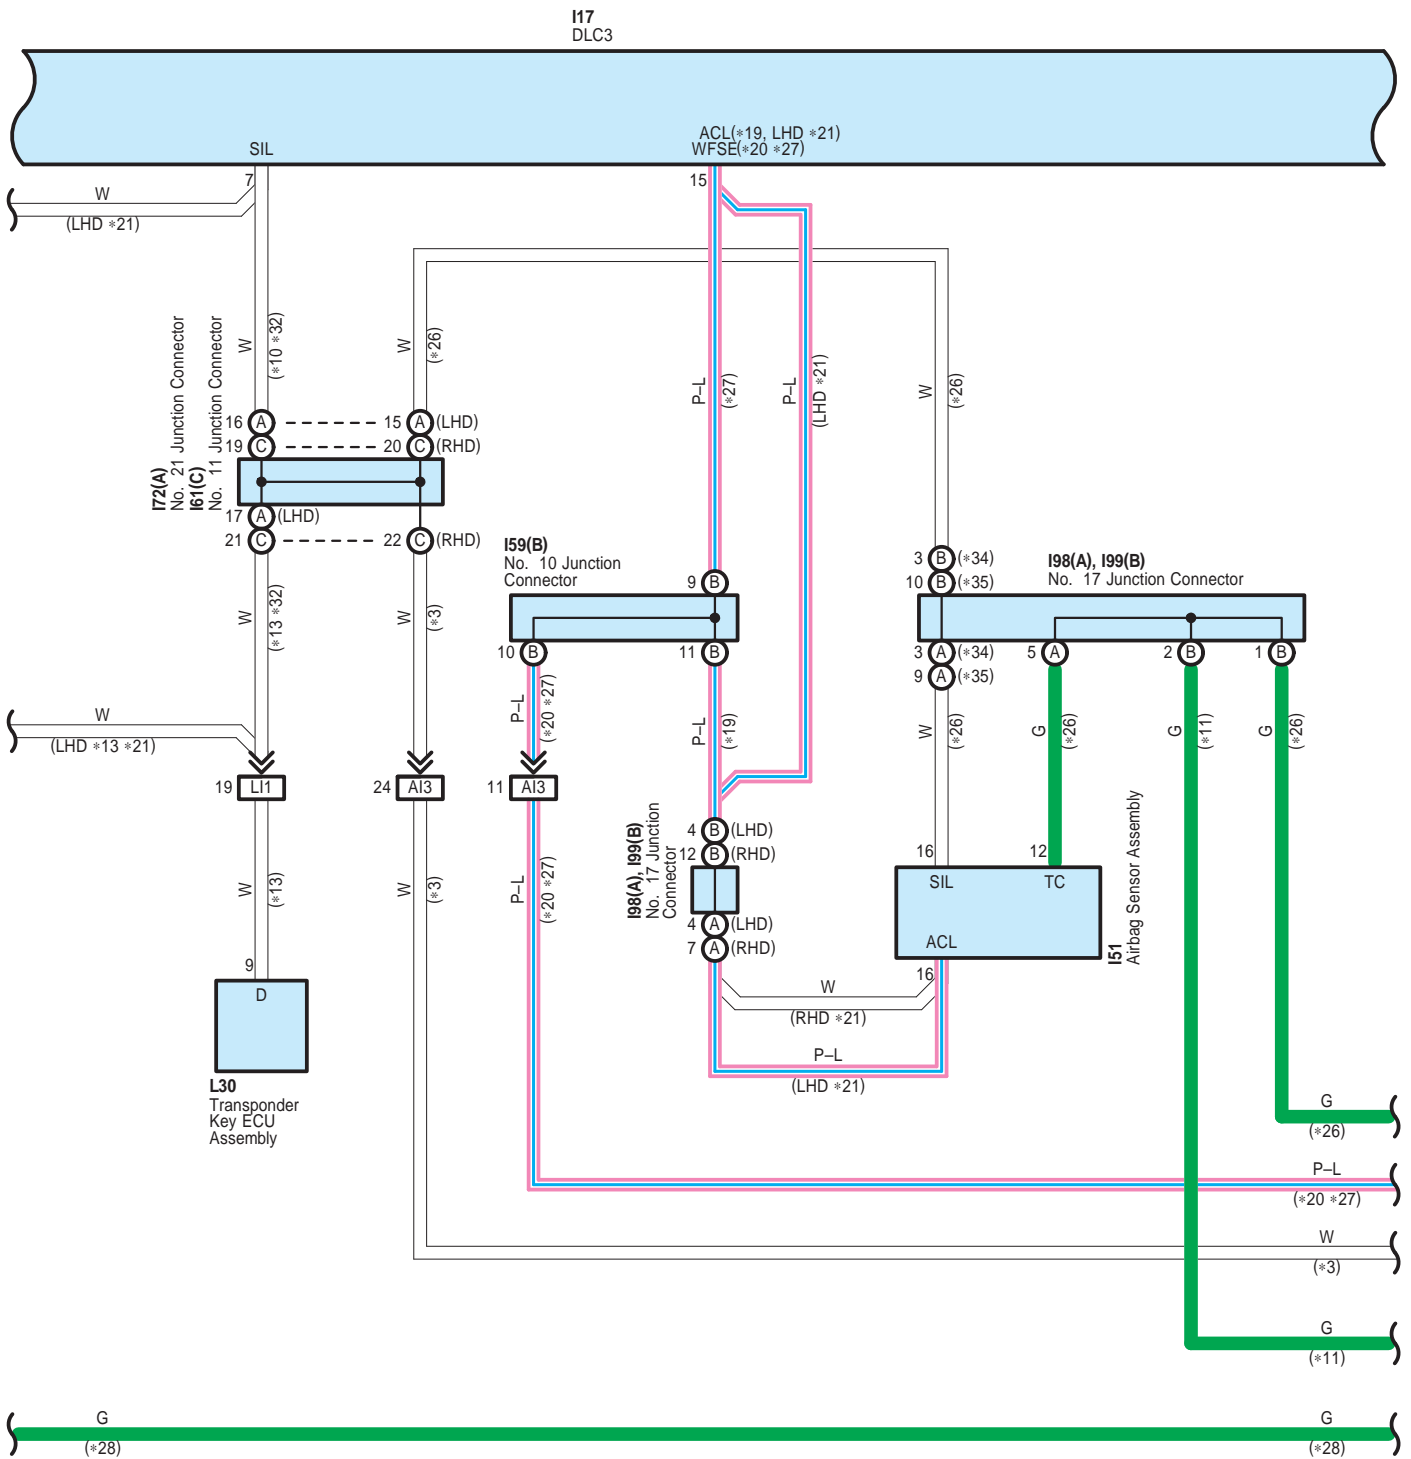 I17
DLC3
SIL
ACL(*19, LHD *21)
WFSE(*20 *27)
7
15
W
(LHD *21)
W
(*10 *32)
W
(*26)
P–L
(*27)
P–L
(LHD *21)
W
(*26)
I72(A)
No. 21 Junction Connector
I61(C)
No. 11 Junction Connector
16 A
15 A (LHD)
19 C
20 C (RHD)
17 A (LHD)
21 C
22 C (RHD)
I59(B)
No. 10 Junction
Connector
9 B
3 B (*34)
10 B (*35)
I98(A), I99(B)
No. 17 Junction Connector
W
(*13 *32)
W
(*3)
10 B
11 B
3 A (*34)
9 A (*35)
5 A
2 B
1 B
P–L
(*20 *27)
P–L
(*19)
W
(*26)
G
(*26)
G
(*11)
G
(*26)
W
(LHD *13 *21)
19 LI1
24 AI3
11 AI3
I98(A), I99(B)
No. 17 Junction
Connector
4 B (LHD)
12 B (RHD)
4 A (LHD)
7 A (RHD)
16
12
SIL
TC
ACL
16
I51
Airbag Sensor Assembly
W
(*13)
W
(*3)
P–L
(*20 *27)
9
D
L30
Transponder
Key ECU
Assembly
W
(RHD *21)
P–L
(LHD *21)
G
(*26)
P–L
(*20 *27)
W
(*3)
G
(*11)
G
(*28)
G
(*28)